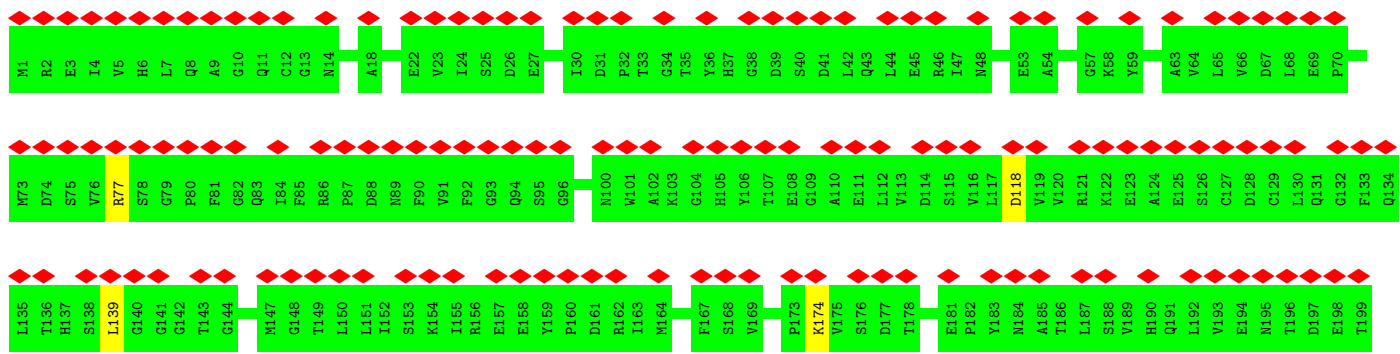 M1 R2 E3 I4 V5 H6 L7 Q8 A9 G10 Q11 C12 G13 N14 A18 E22 V23 I24 S25 D26 E27 I30 D31 P32 T33 G34 T35 Y36 H37 G38 D39 S40 D41 L42 Q43 L44 E45 R46 I47 N48 E53 A54 G57 K58 Y59 A63 V64 L65 V66 D67 L68 E69 P70
M73 D74 S75 V76 R77 S78 G79 P80 F81 G82 Q83 I84 F85 R86 P87 D88 N89 F90 V91 F92 G93 Q94 S95 G96 N100 W101 A102 K103 G104 H105 Y106 T107 E108 G109 A110 E111 L112 V113 D114 S115 V116 L117 D118 V119 V120 R121 K122 E123 A124 E125 S126 C127 D128 C129 L130 Q131 G132 F133 Q134
L135 T136 H137 S138 L139 G140 G141 G142 T143 G144 M147 G148 T149 L150 L151 I152 S153 K154 I155 R156 E157 E158 Y159 P160 D161 R162 I163 M164 F167 S168 V169 P173 K174 V175 S176 D177 T178 E181 P182 Y183 N184 A185 T186 L187 S188 V189 H190 Q191 L192 V193 E194 N195 T196 D197 E198 T199